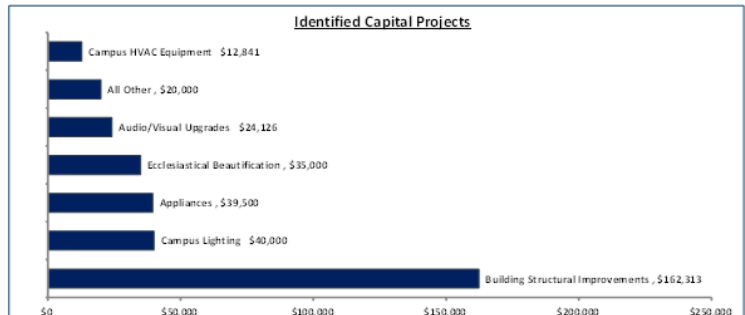 Identified Capital Projects
Campus HVAC Equipment $12,841
All Other , $20,000
Audio/Visual Upgrades $24,126
Ecclesiastical Beautification , $35,000
Appliances , $39,500
Campus Lighting $40,000
Building Structural Improvements , $162,313
$0 $50,000 $100,000 $150,000 $200,000 $250,000